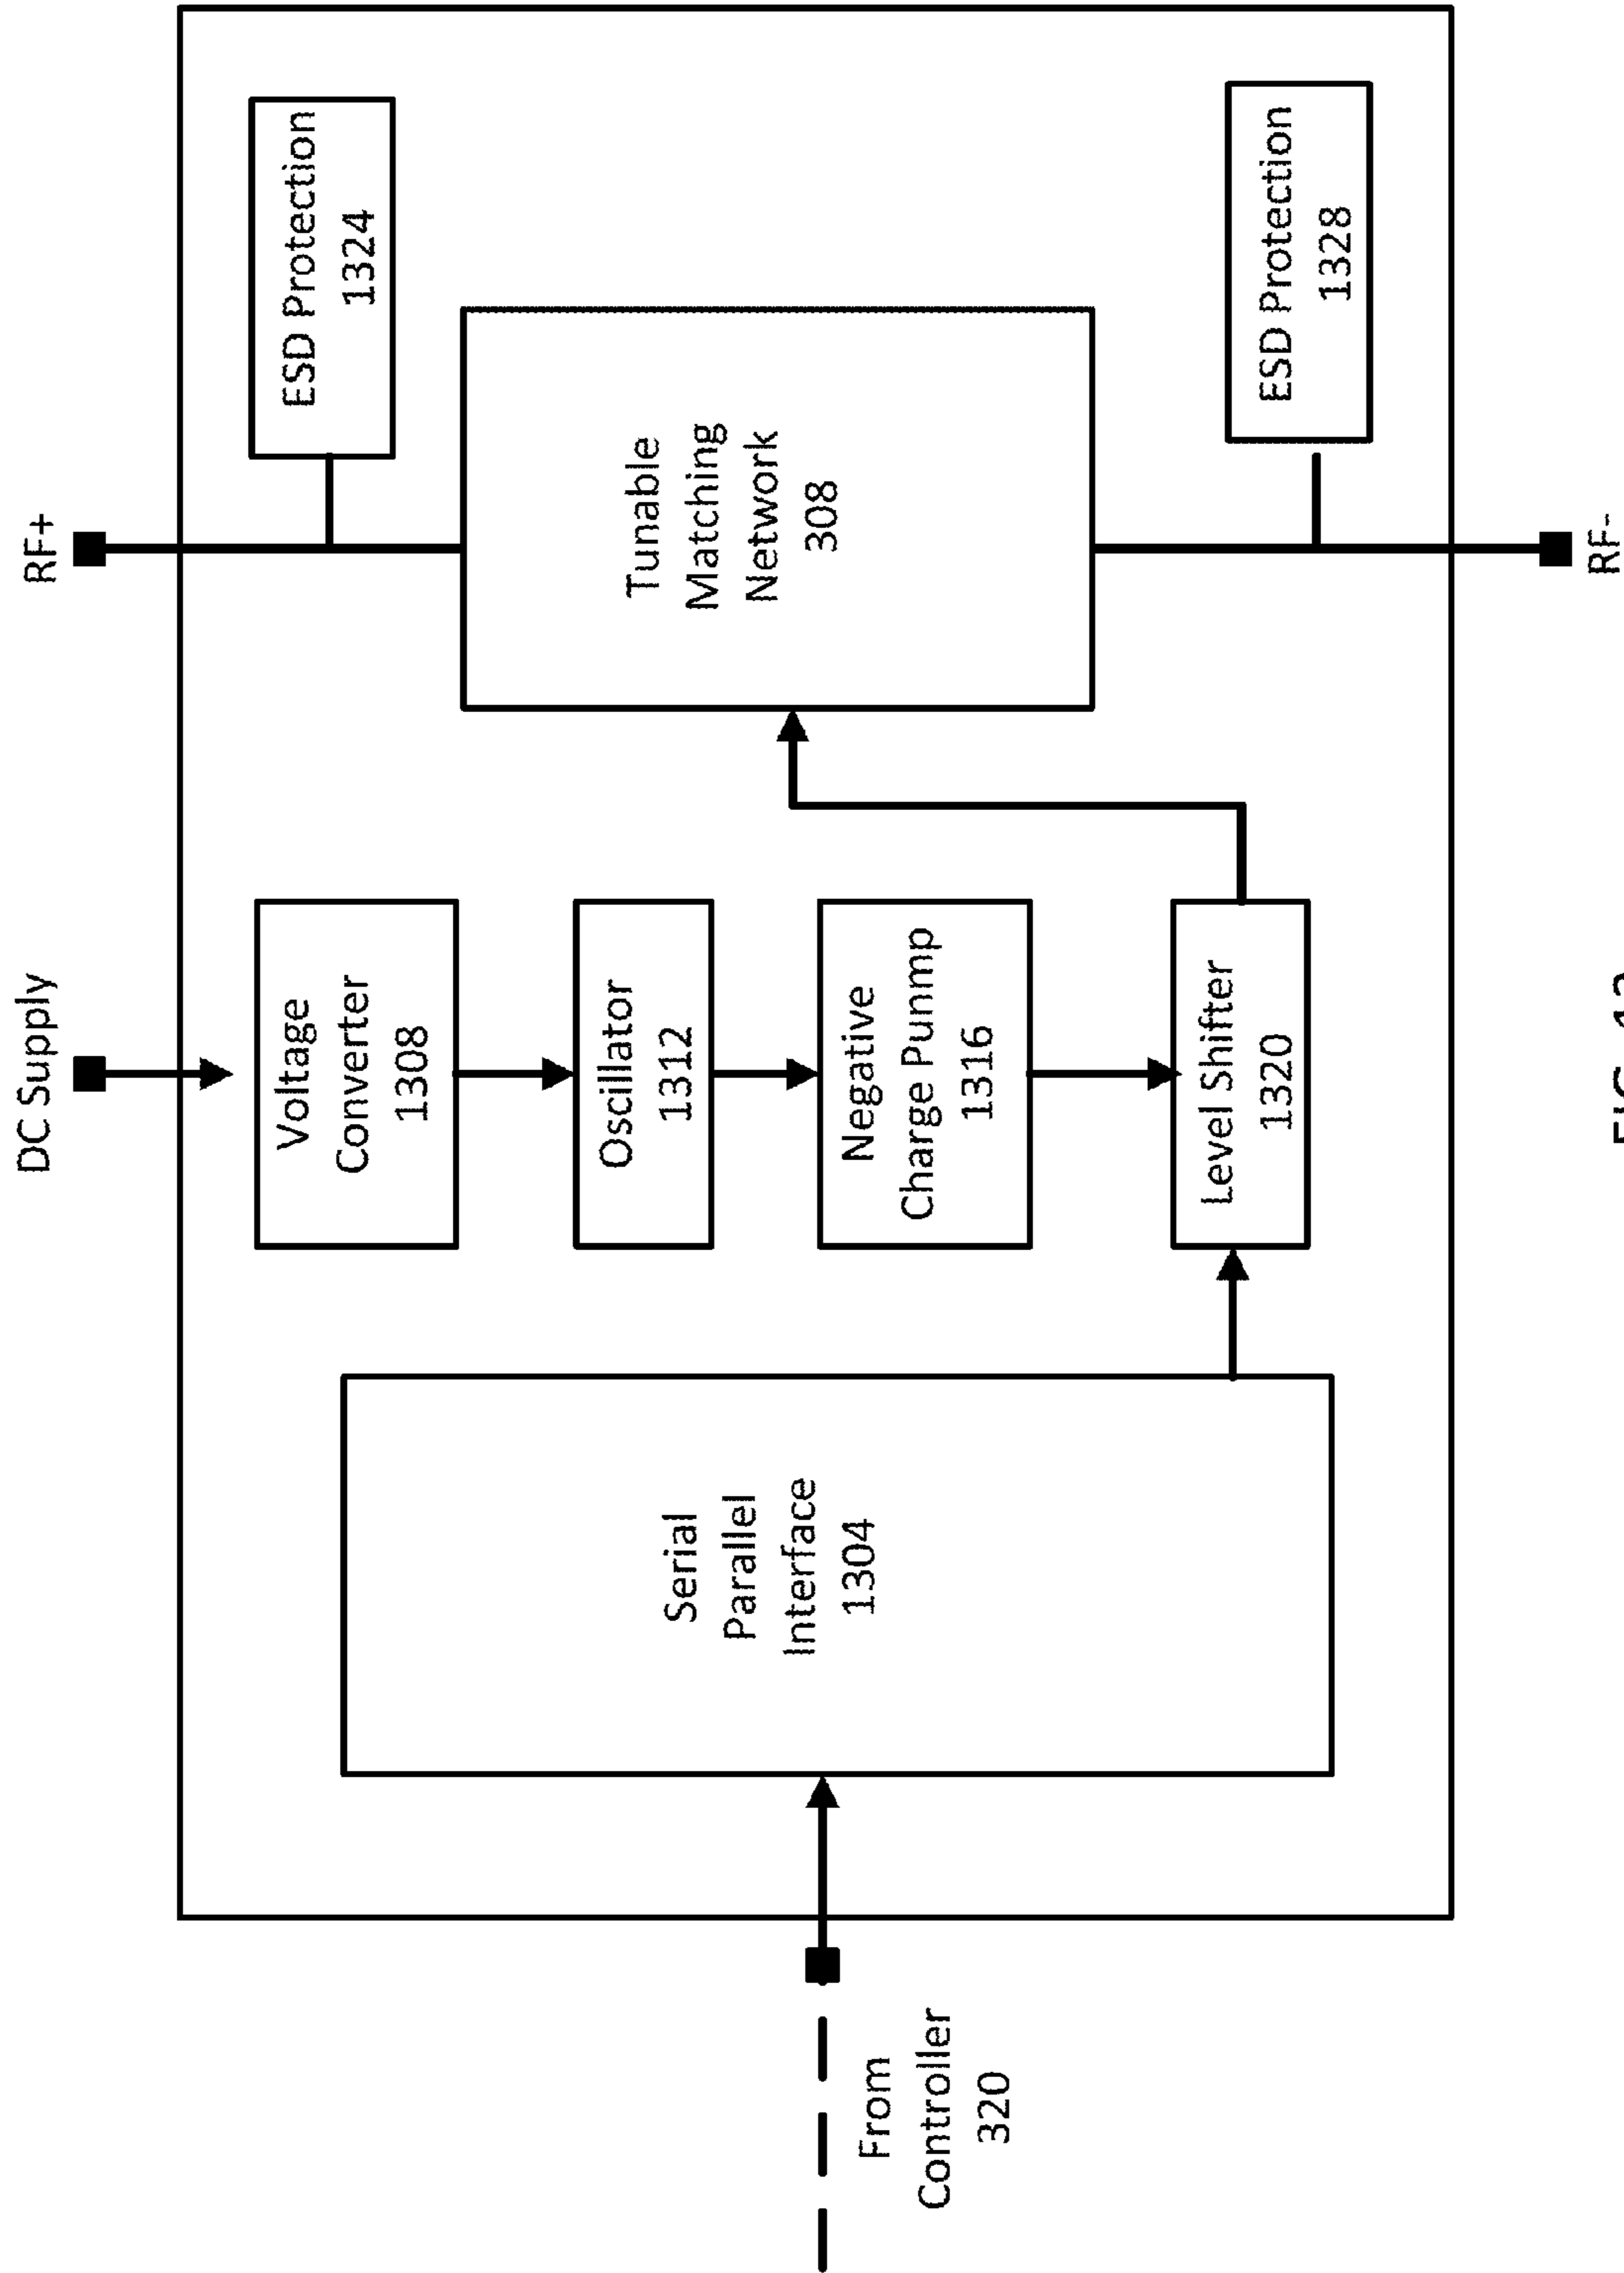 DC Supply
RF+
Voltage
Converter
1308
ESD Protection
1324
Oscillator
1312
Tunable
Matching
Network
308
Serial
Parallel
Interface
1304
From
Controller
320
Negative
Charge Punmp
1316
Level Shifter
1320
ESD Protection
1328
RF-
FIG.